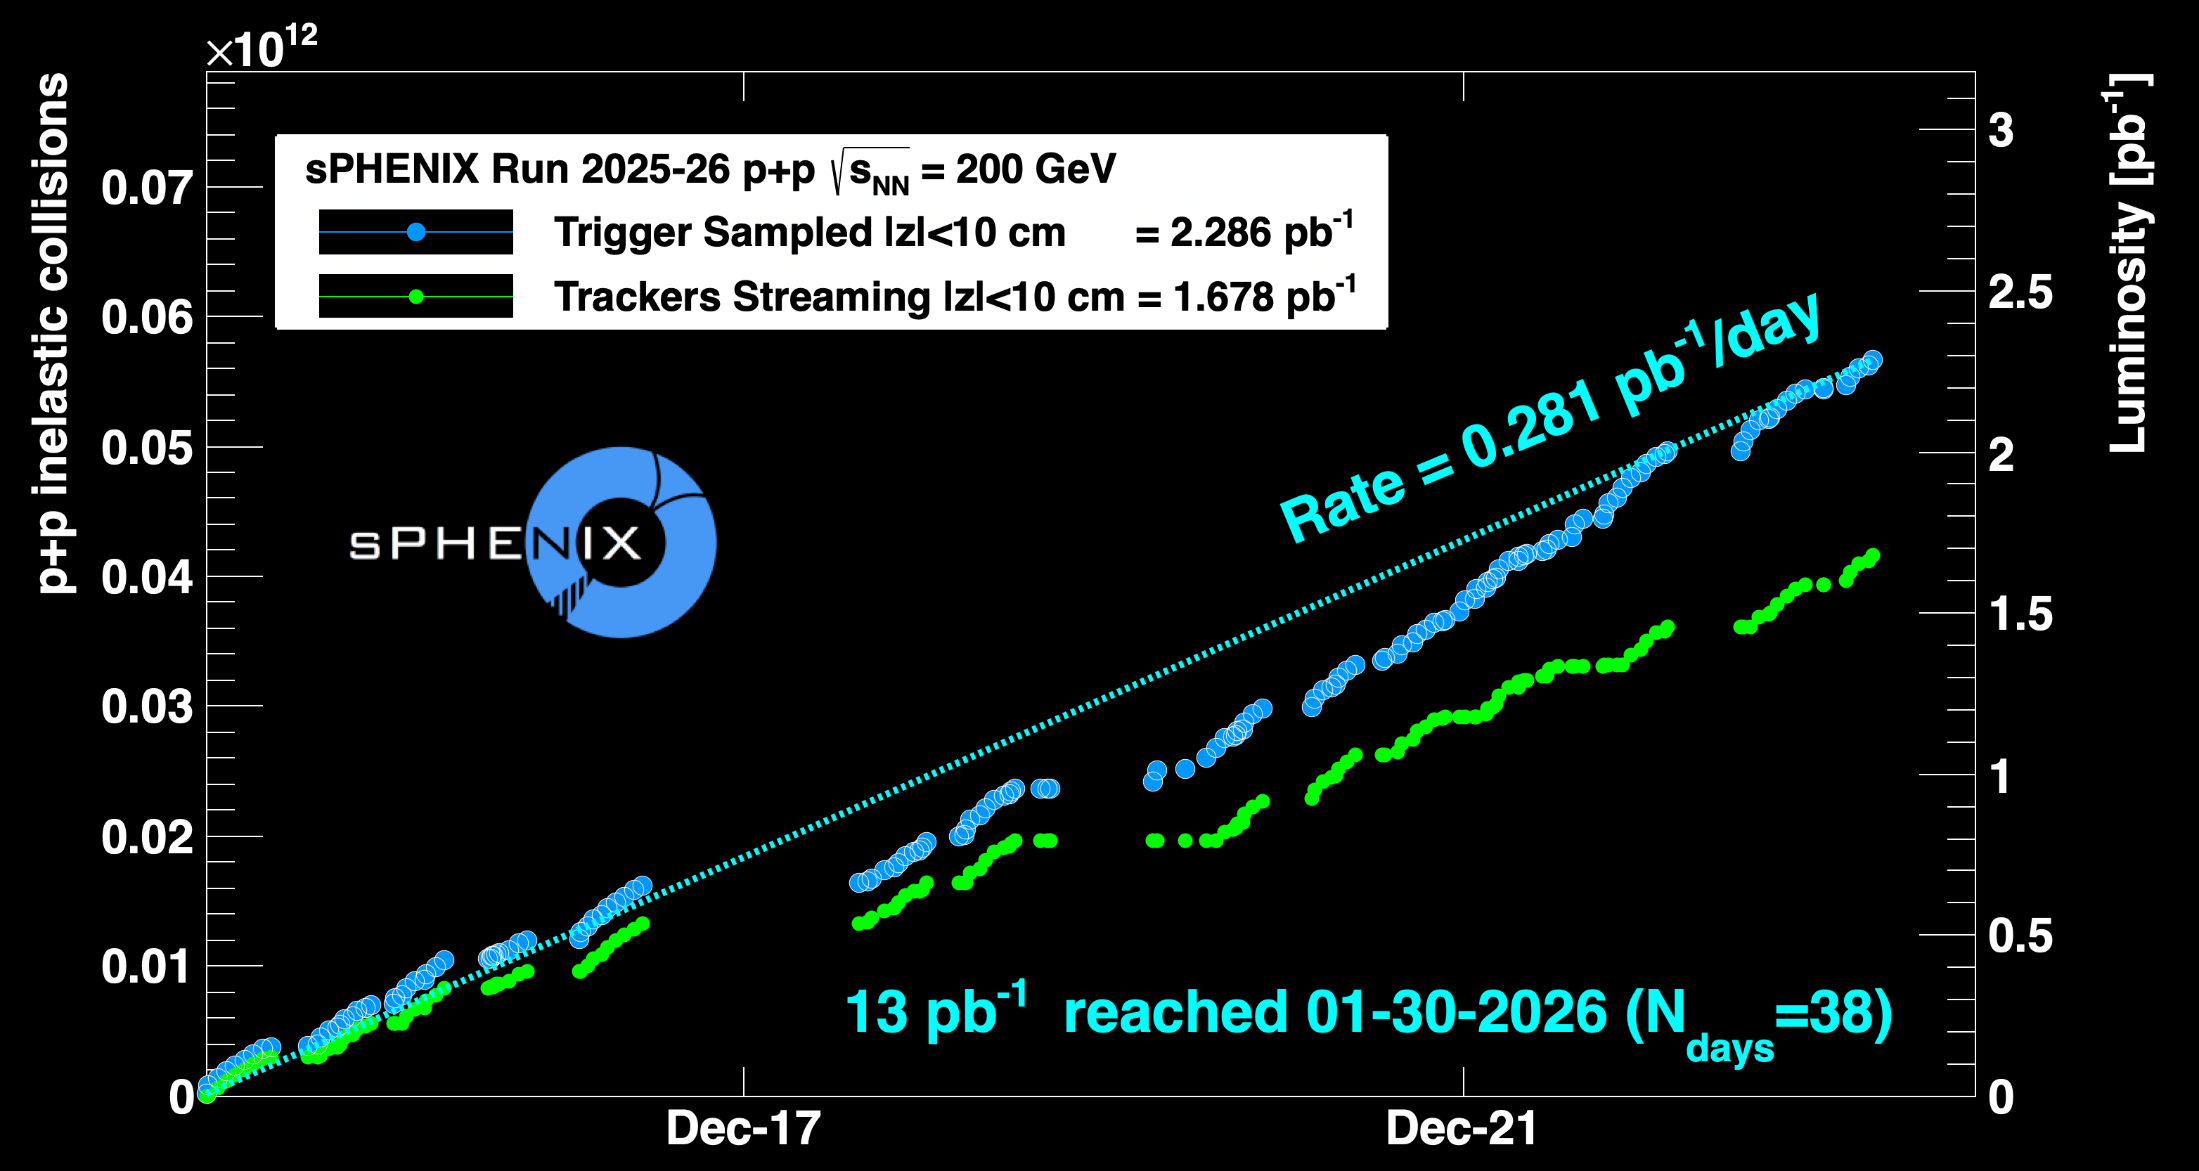 ×10¹²
p+p inelastic collisions
Luminosity [pb⁻¹]
sPHENIX Run 2025-26 p+p √sNN = 200 GeV
Trigger Sampled |z|<10 cm = 2.286 pb⁻¹
Trackers Streaming |z|<10 cm = 1.678 pb⁻¹
0.07
0.06
0.05
0.04
0.03
0.02
0.01
0
3
2.5
2
1.5
1
0.5
0
Rate = 0.281 pb⁻¹/day
sPHENIX
13 pb⁻¹ reached 01-30-2026 (Ndays=38)
Dec-17
Dec-21